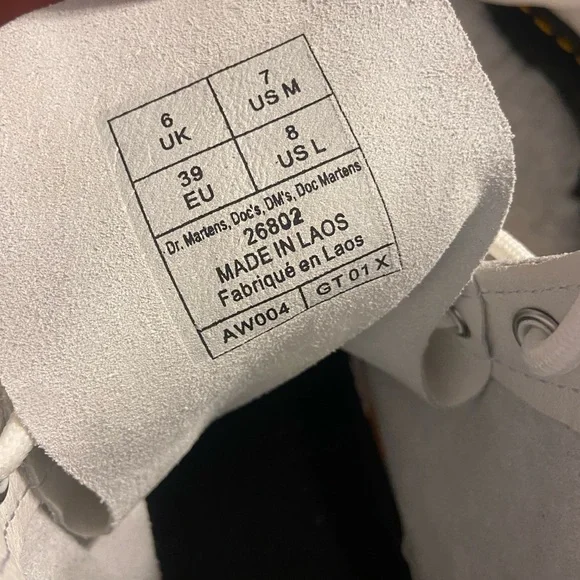 6 UK
7 US M
39 EU
8 US L
Dr. Martens, Doc's, DM's, Doc Martens
26802
MADE IN LAOS
Fabriqué en Laos
AW004 GT 01 X